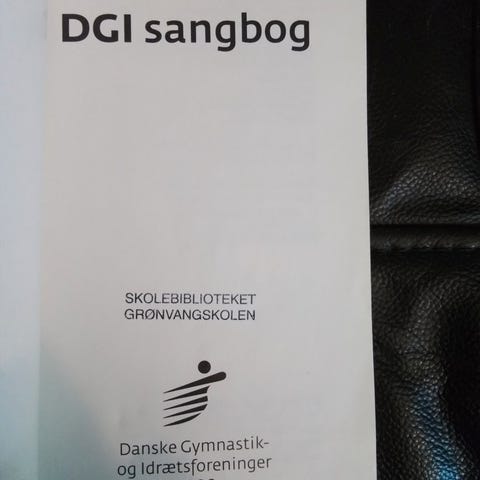 DGI sangbog
SKOLEBIBLIOTEKET
GRØNVANGSKOLEN
Danske Gymnastik-
og Idrætsforeninger